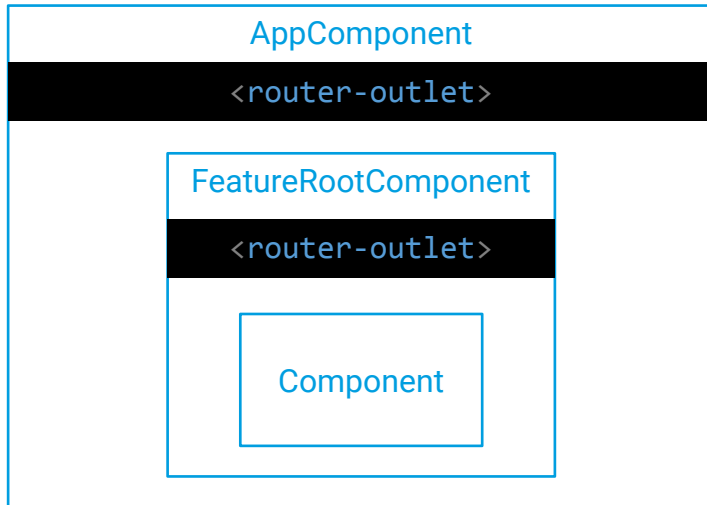 AppComponent
<router-outlet>
FeatureRootComponent
<router-outlet>
Component